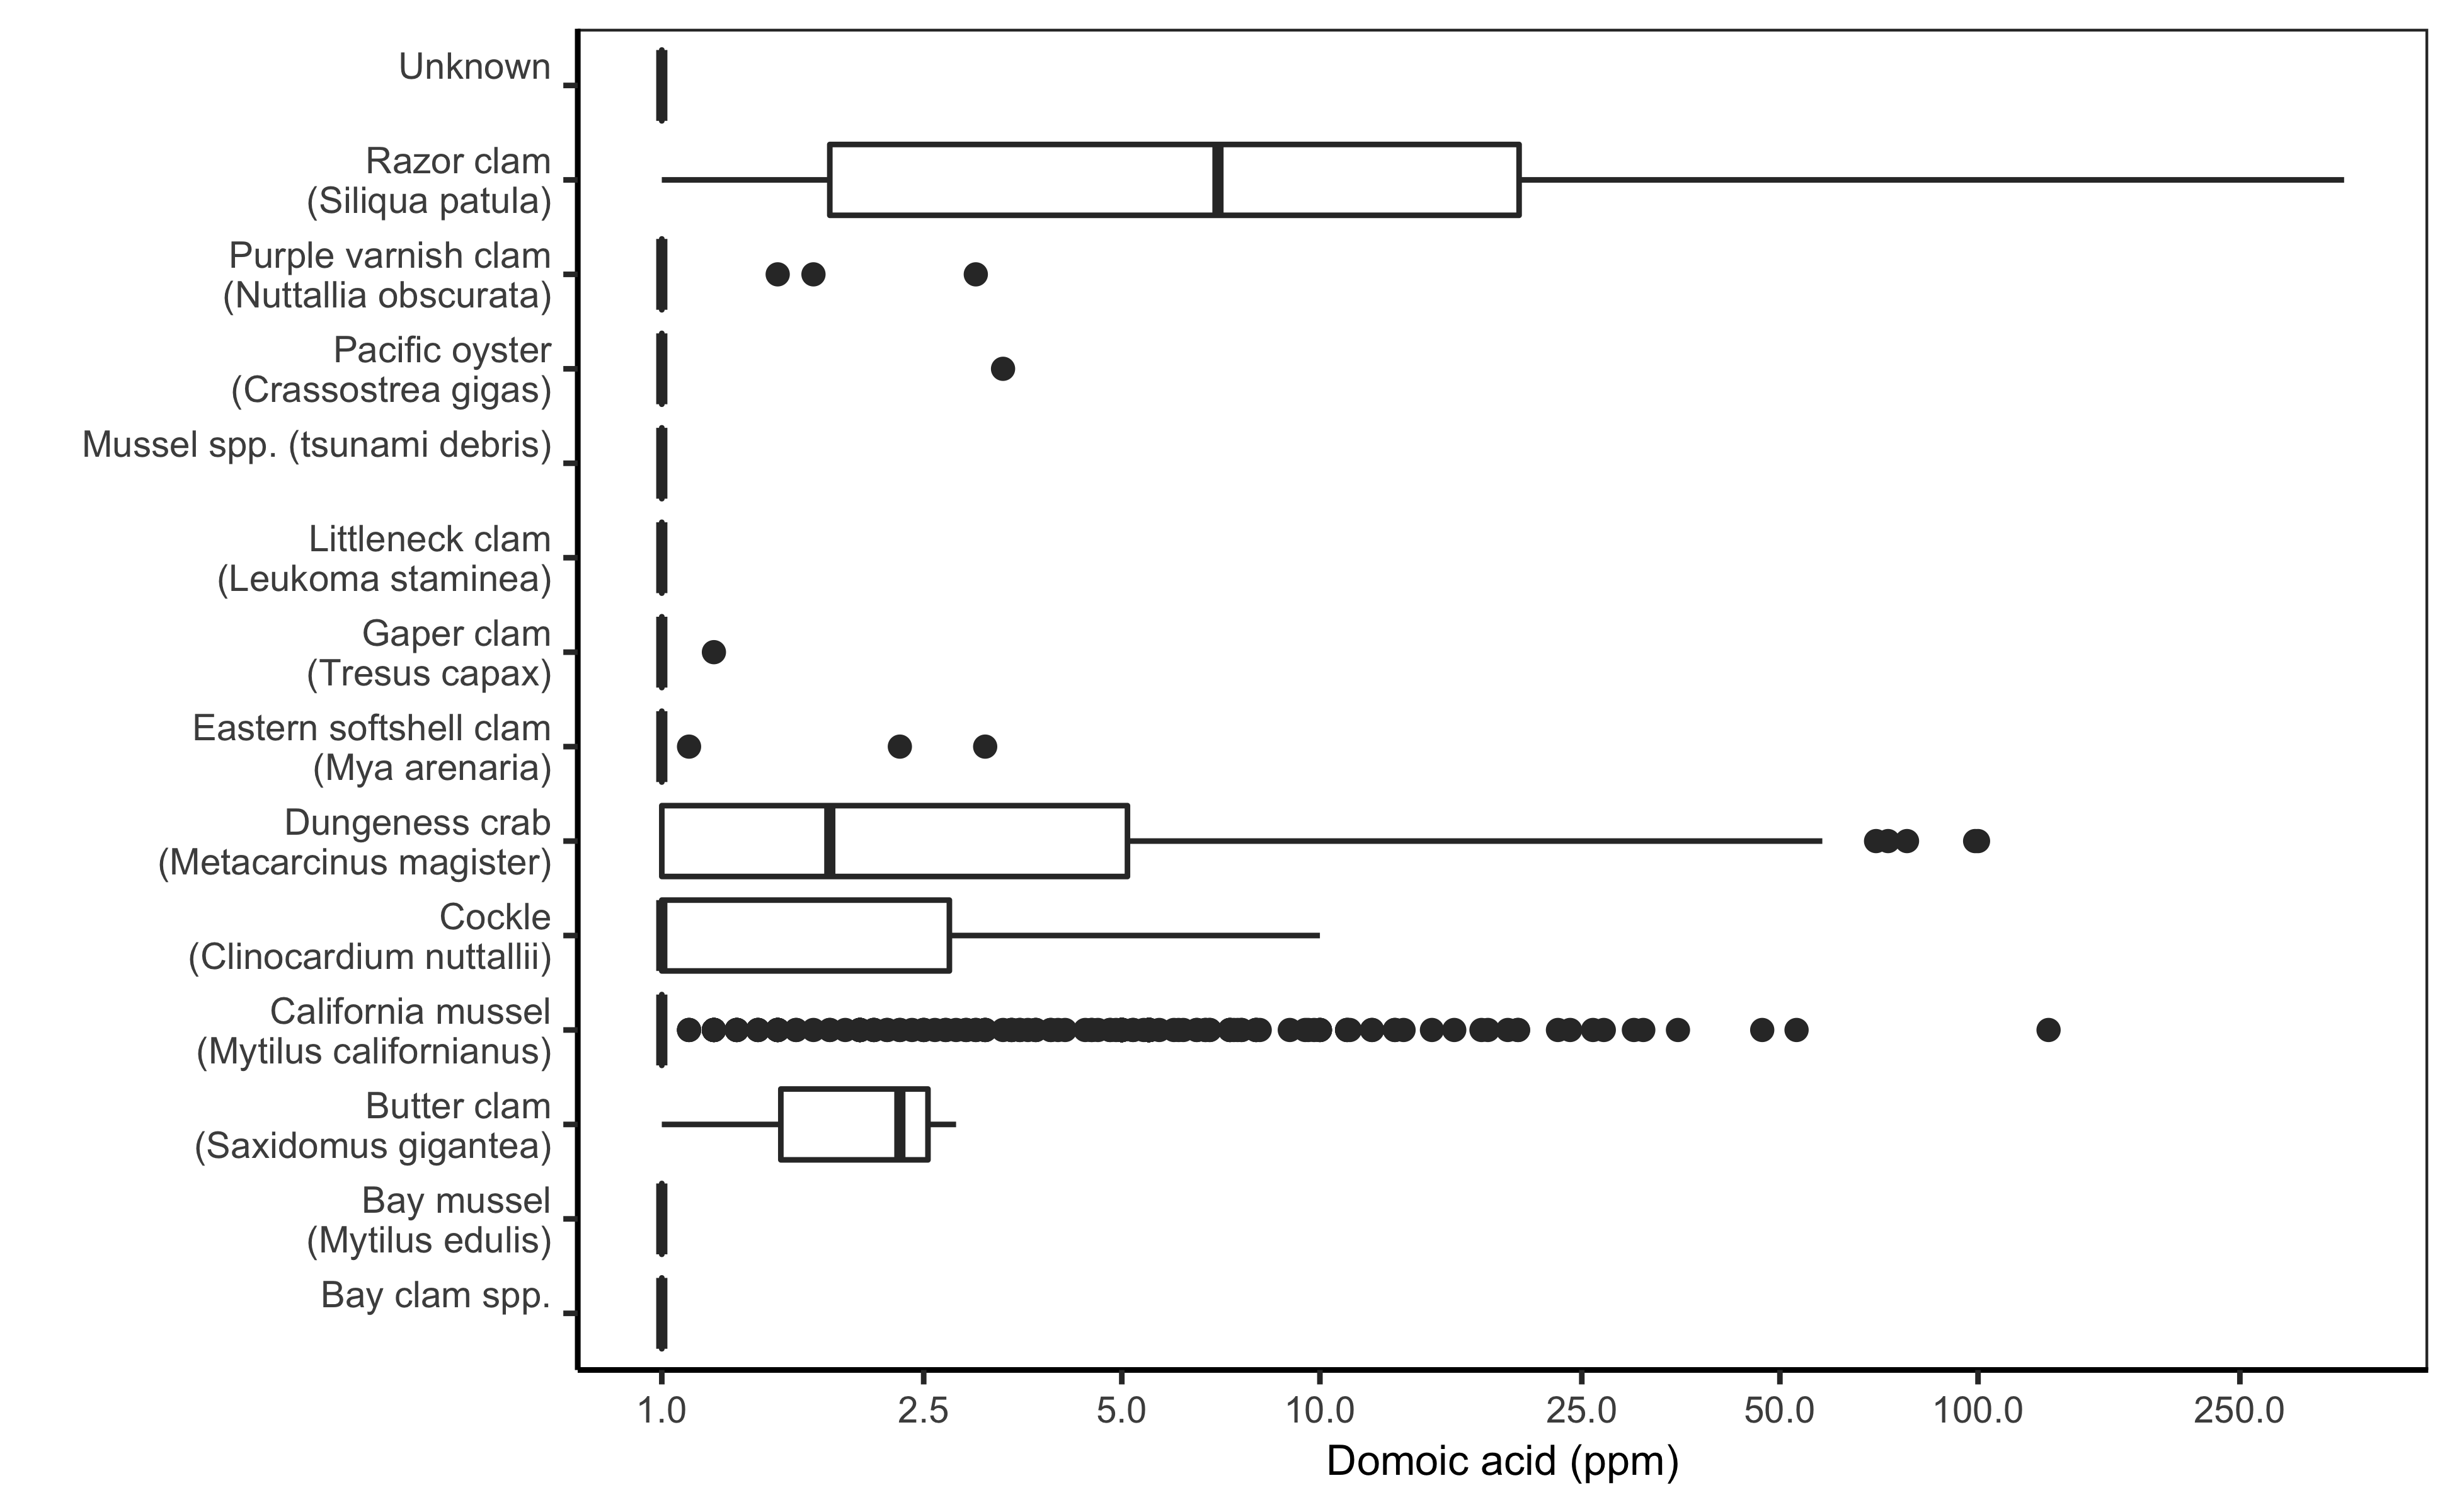 Unknown
Razor clam
(Siliqua patula)
Purple varnish clam
(Nuttallia obscurata)
Pacific oyster
(Crassostrea gigas)
Mussel spp. (tsunami debris)
Littleneck clam
(Leukoma staminea)
Gaper clam
(Tresus capax)
Eastern softshell clam
(Mya arenaria)
Dungeness crab
(Metacarcinus magister)
Cockle
(Clinocardium nuttallii)
California mussel
(Mytilus californianus)
Butter clam
(Saxidomus gigantea)
Bay mussel
(Mytilus edulis)
Bay clam spp.
1.0 2.5 5.0 10.0 25.0 50.0 100.0 250.0
Domoic acid (ppm)